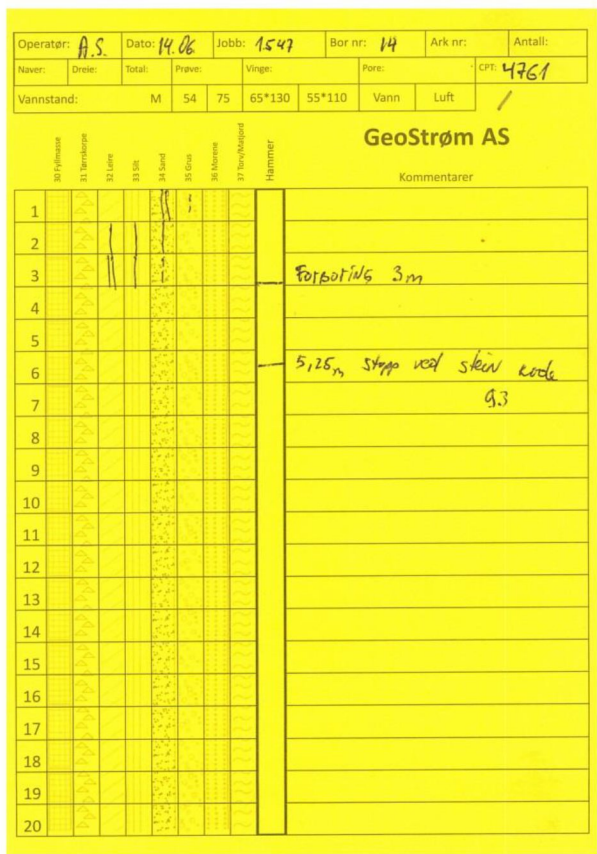 Operatør: A.S. Dato: 14.06 Jobb: 1547 Bor nr: 14 Ark nr: Antall:
Naver: Dreie: Total: Prøve: Vinge: Pore: CPT: 4761
Vannstand: M 54 75 65*130 55*110 Vann Luft /
GeoStrøm AS
30 Fyllmasse 31 Tørrskorpe 32 Leire 33 Silt 34 Sand 35 Grus 36 Morene 37 Torv/Matjord Hammer Kommentarer
1
2
3 Forboring 3m
4
5
6 5,25m stopp ved stein kode
7 93
8
9
10
11
12
13
14
15
16
17
18
19
20